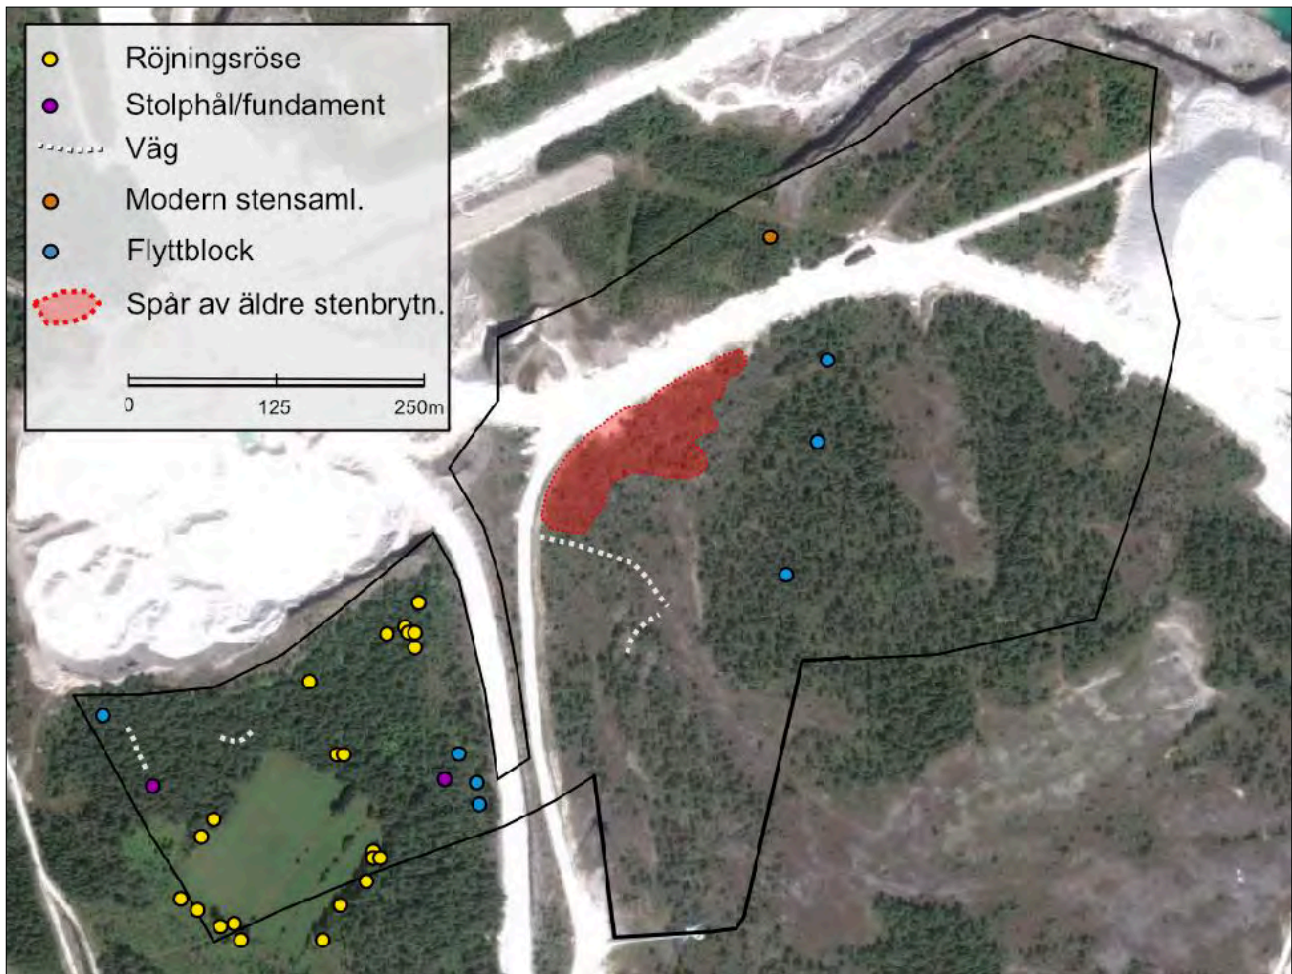 Röjningsröse
Stolphål/fundament
Väg
Modern stensaml.
Flyttblock
Spår av äldre stenbrytn.
0 125 250m